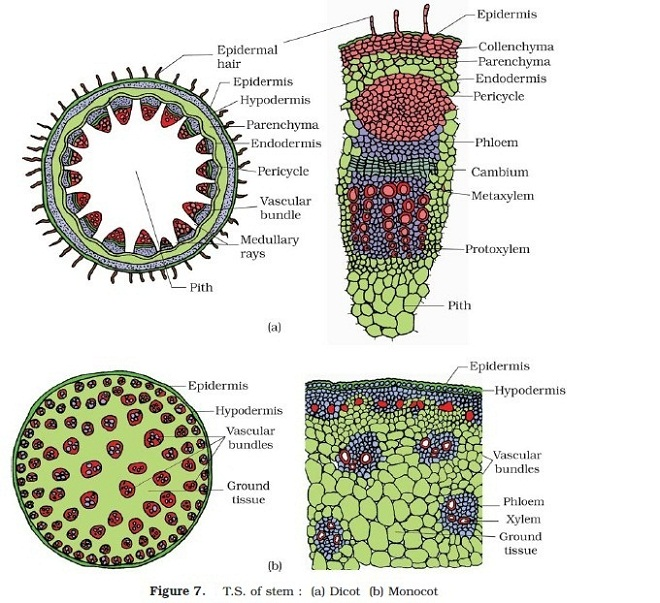 Epidermal
hair
Epidermis
Hypodermis
Parenchyma
Endodermis
Pericycle
Vascular
bundle
Medullary
rays
Pith
Epidermis
Collenchyma
Parenchyma
Endodermis
Pericycle
Phloem
Cambium
Metaxylem
Protoxylem
Pith
(a)
Epidermis
Hypodermis
Vascular
bundles
Ground
tissue
Epidermis
Hypodermis
Vascular
bundles
Phloem
Xylem
Ground
tissue
(b)
Figure 7. T.S. of stem : (a) Dicot (b) Monocot